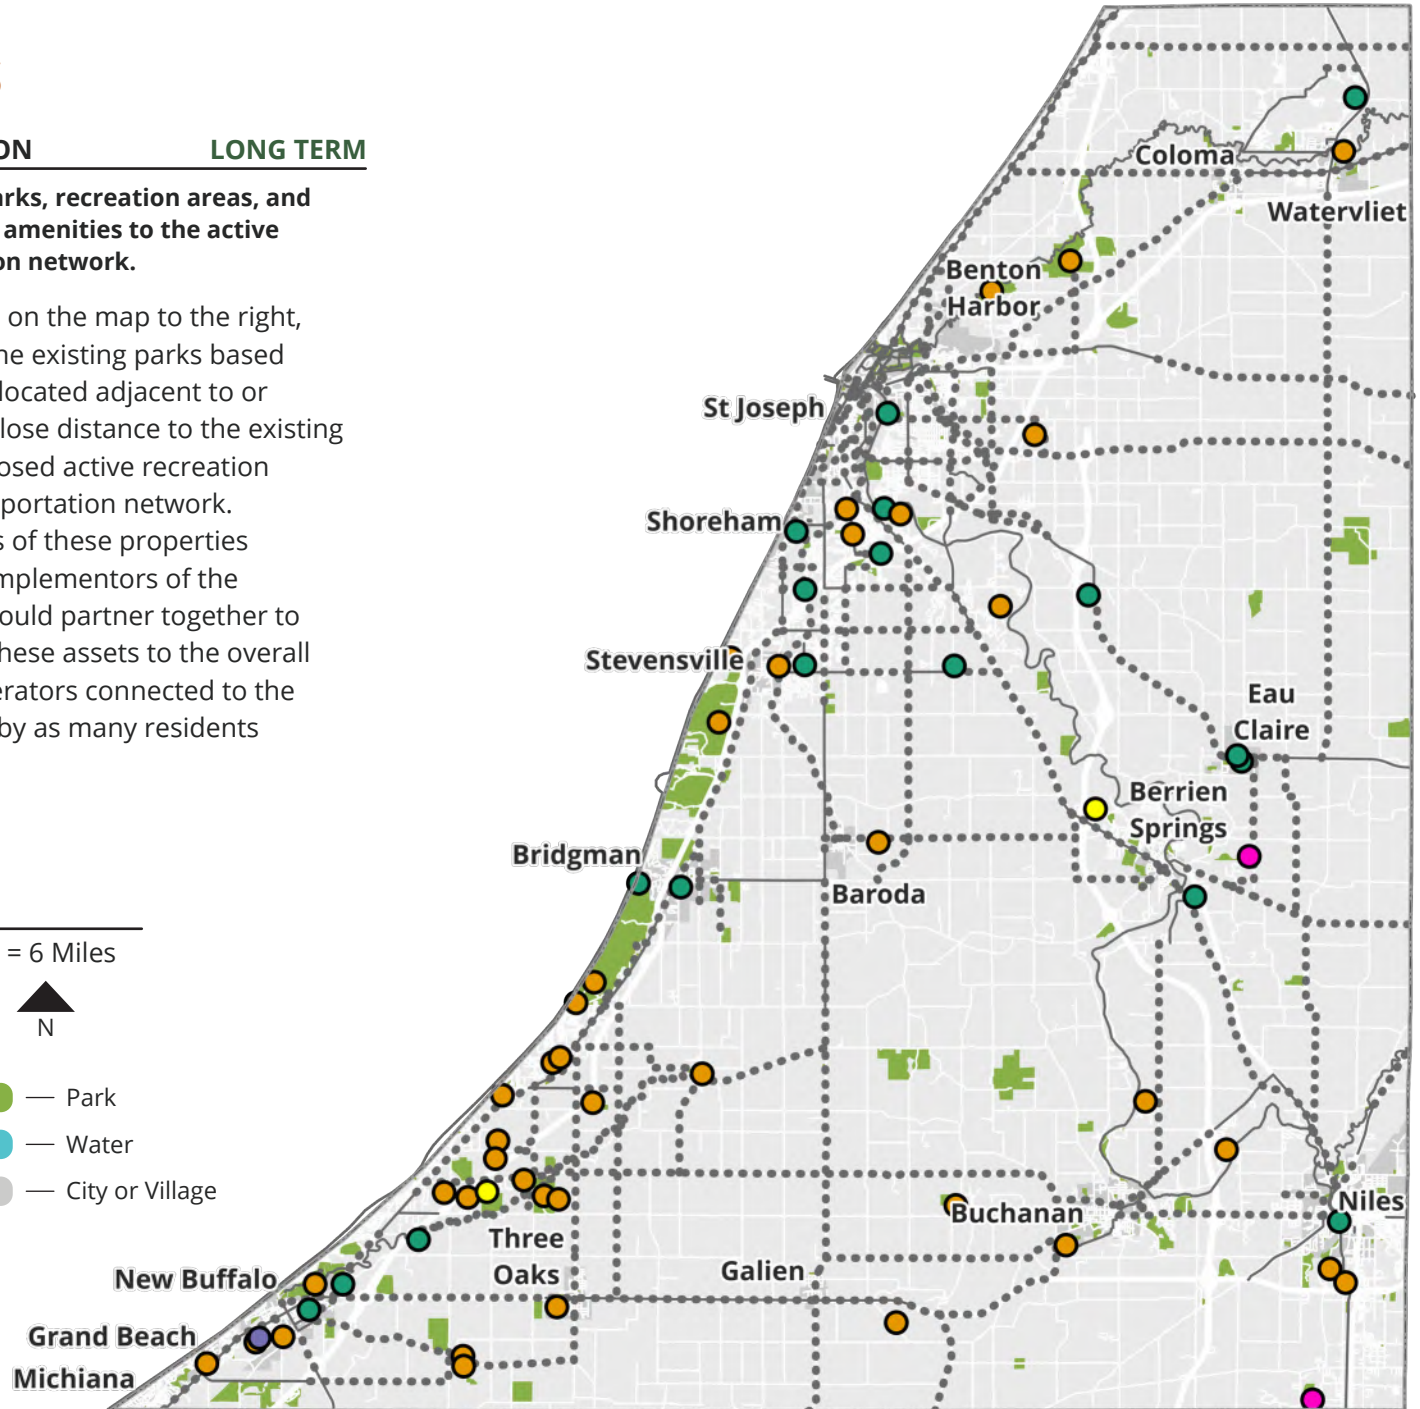 ON LONG TERM
arks, recreation areas, and
amenities to the active
on network.
on the map to the right,
ne existing parks based
located adjacent to or
lose distance to the existing
osed active recreation
portation network.
s of these properties
mplementors of the
ould partner together to
hese assets to the overall
erators connected to the
by as many residents
= 6 Miles
N
— Park
— Water
— City or Village
Coloma
Watervliet
Benton
Harbor
St Joseph
Shoreham
Stevensville
Eau
Claire
Berrien
Springs
Bridgman
Baroda
Buchanan
Niles
Three
Oaks
Galien
New Buffalo
Grand Beach
Michiana